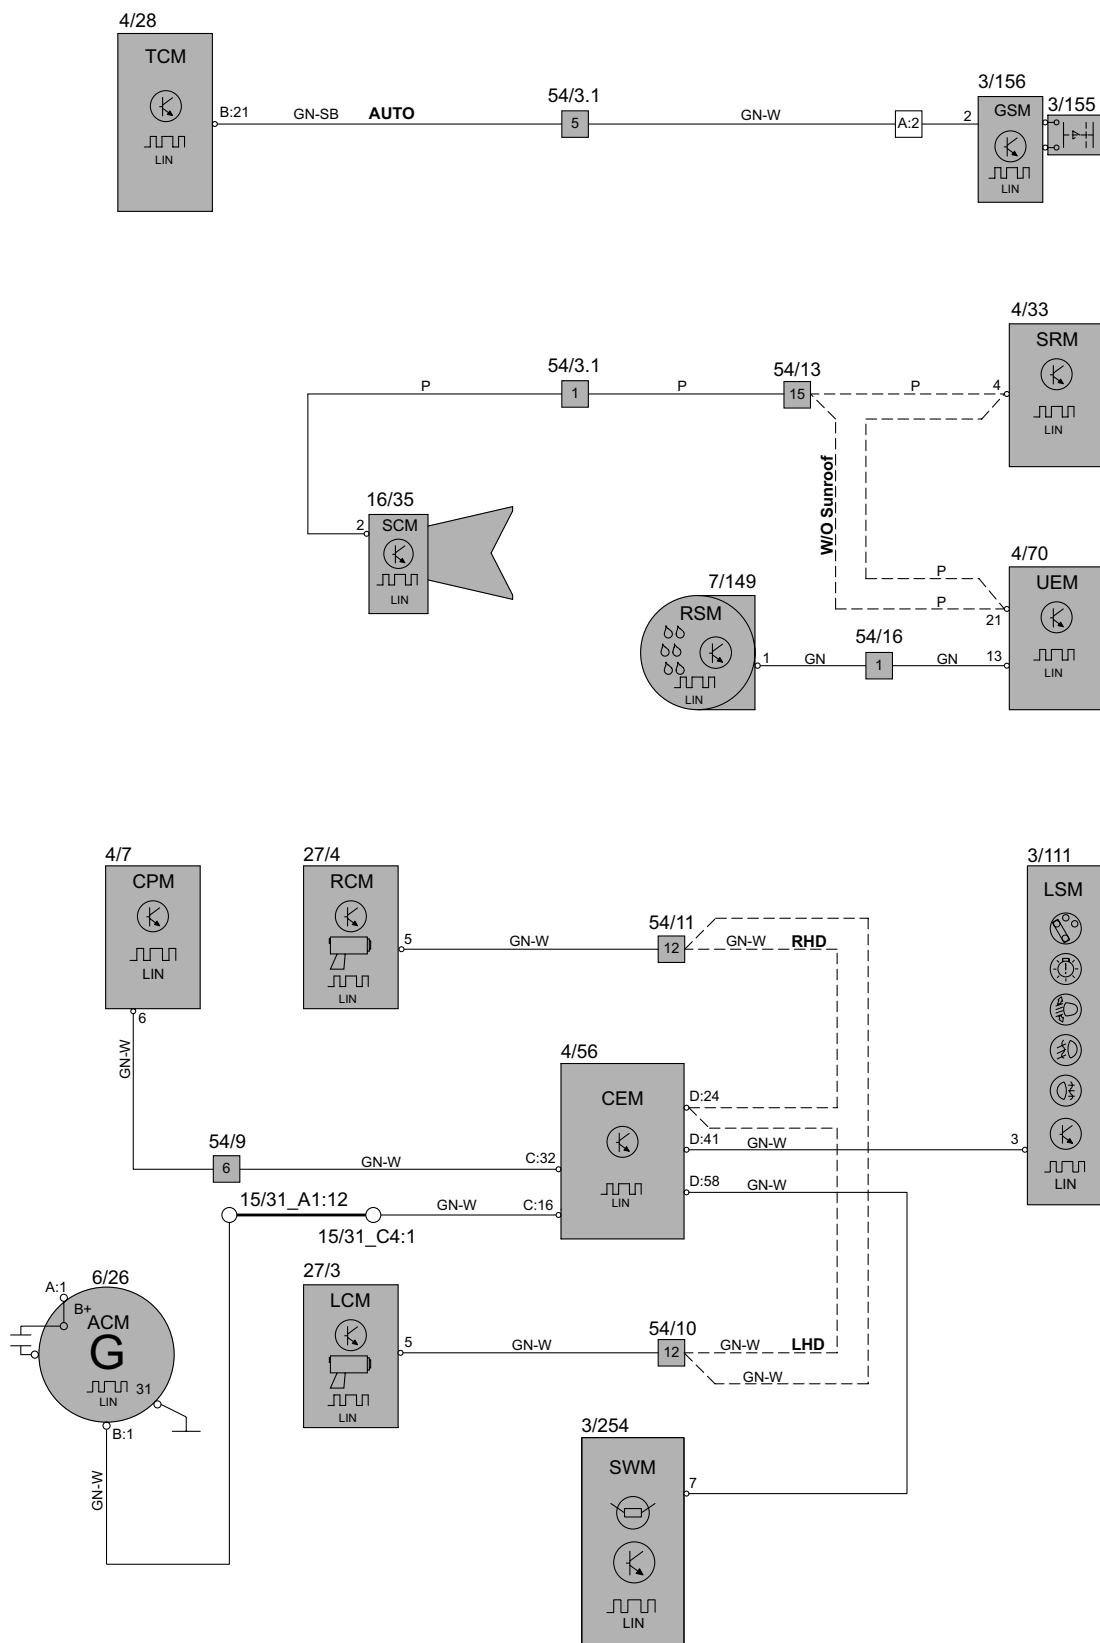 4/28
TCM
LIN
B:21
GN-SB
AUTO
54/3.1
5
GN-W
A:2
2
3/156
GSM
LIN
3/155
4/33
SRM
LIN
4
54/3.1
1
P
P
54/13
15
P
W/O Sunroof
16/35
2
SCM
LIN
4/70
UEM
LIN
P
P
21
13
7/149
RSM
LIN
1
GN
54/16
1
GN
4/7
CPM
LIN
6
GN-W
27/4
RCM
LIN
5
GN-W
54/11
12
GN-W
RHD
3/111
LSM
LIN
3
4/56
CEM
LIN
D:24
D:41
GN-W
D:58
GN-W
54/9
6
GN-W
C:32
15/31_A1:12
GN-W
C:16
15/31_C4:1
6/26
A:1
B+
ACM
G
LIN
31
B:1
GN-W
27/3
LCM
LIN
5
GN-W
54/10
12
GN-W
LHD
GN-W
3/254
SWM
LIN
7